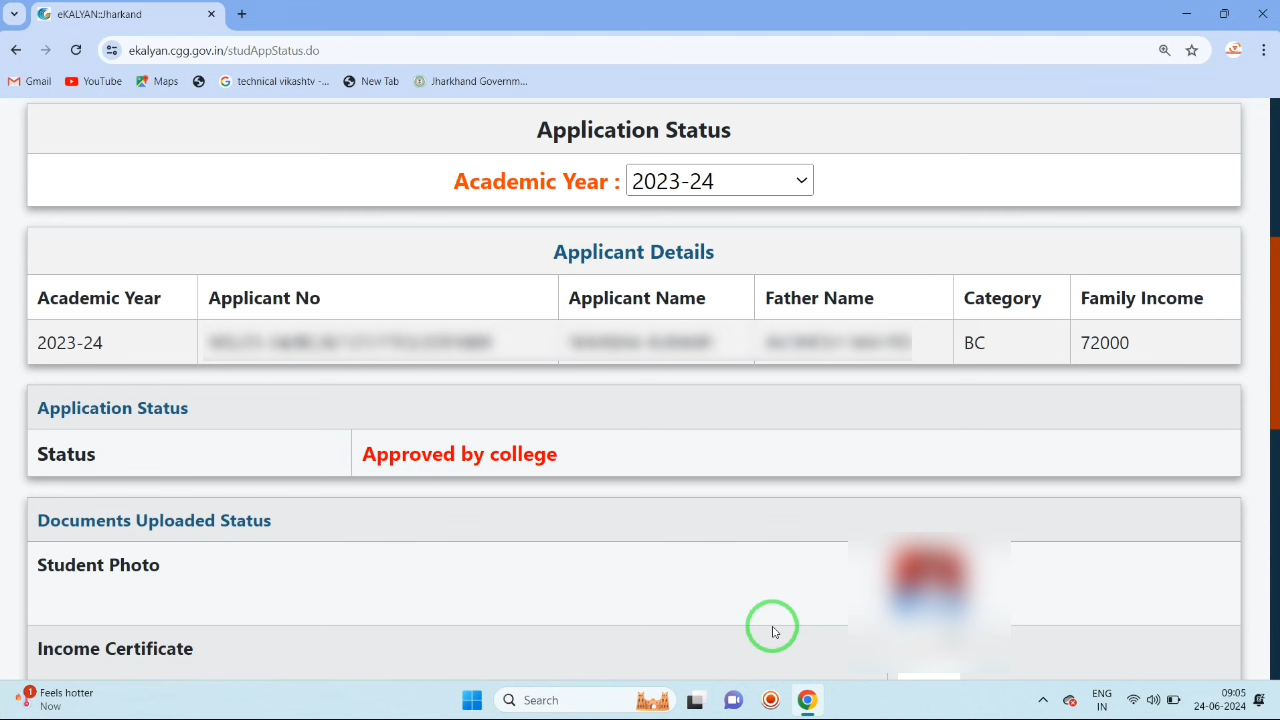 eKALYAN:Jharkand
ekalyan.cgg.gov.in/studAppStatus.do
Gmail YouTube Maps technical vikashtv -... New Tab Jharkhand Governm...
Application Status
Academic Year : 2023-24
Applicant Details
Academic Year Applicant No Applicant Name Father Name Category Family Income
2023-24 BC 72000
Application Status
Status Approved by college
Documents Uploaded Status
Student Photo
Income Certificate
1 Feels hotter
Now
Search
ENG
IN
09:05
24-06-2024